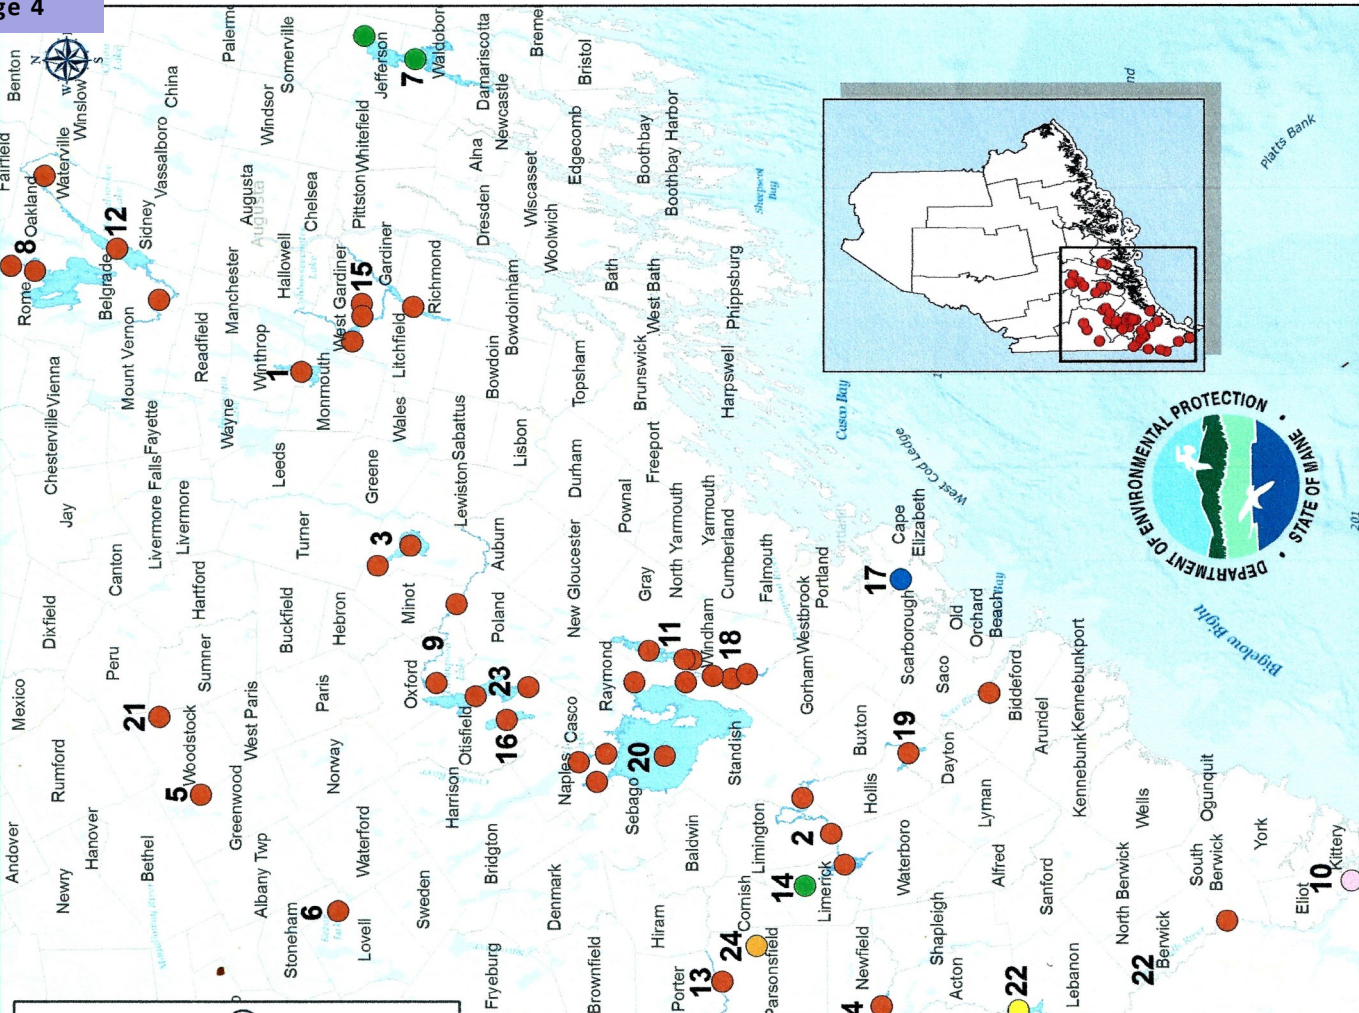 ge 4
N
S
W
Benton
Fairfield
Winslow
Waterville
China
Palermo
Somerville
Jefferson
7
Waldoboro
Damariscotta
Newcastle
Breme
Bristol
Windsor
Whitefield
Alna
Edgecomb
Boothbay
Boothbay Harbor
8
Oakland
Vassalboro
12
Sidney
Augusta
Augusta
Chelsea
Pittston
Dresden
Wiscasset
Woolwich
Sheepscot
Bay
Platts Bank
nd
Rome
Belgrade
Manchester
Hallowell
15
West Gardiner
Gardiner
Richmond
Bowdoinham
Bath
West Bath
Phippsburg
Mount Vernon
Readfield
Winthrop
1
Monmouth
Litchfield
Bowdoin
Topsham
Brunswick
Harpswell
Casco Bay
Vienna
Chesterville
Fayette
Wayne
Wales
Sabattus
Lisbon
Jay
Livermore Falls
Livermore
Leeds
Greene
Lewiston
Durham
Freeport
Pownal
West Cod Ledge
Canton
Turner
3
Auburn
New Gloucester
North Yarmouth
Yarmouth
Cumberland
Cape
Elizabeth
Portland
Dixfield
Hartford
Buckfield
Hebron
Minot
Poland
Gray
Falmouth
Portland
17
DEPARTMENT OF ENVIRONMENTAL PROTECTION
STATE OF MAINE
201
Peru
Sumner
9
11
Windham
18
Westbrook
Scarborough
Old
Orchard
Beach
Bay
Bigelow Bight
Mexico
21
Woodstock
West Paris
Paris
Oxford
23
Raymond
Gorham
Saco
Biddeford
Kennebunkport
Rumford
Norway
Otisfield
16
Casco
Naples
20
Standish
Buxton
19
Dayton
Arundel
Kennebunk
5
Greenwood
Harrison
Sebago
Hollis
Lyman
Wells
Ogunquit
Andover
Hanover
Bethel
Albany Twp
Waterford
Bridgton
Baldwin
Limington
2
Waterboro
Alfred
York
Newry
6
Sweden
Denmark
Cornish
14
Limerick
Sanford
North Berwick
South
Berwick
Kittery
10
Eliot
Stoneham
Lovell
Hiram
24
Parsonsfield
Newfield
Shapleigh
Fryeburg
Brownfield
Porter
13
4
Acton
22
Lebanon
22
Berwick